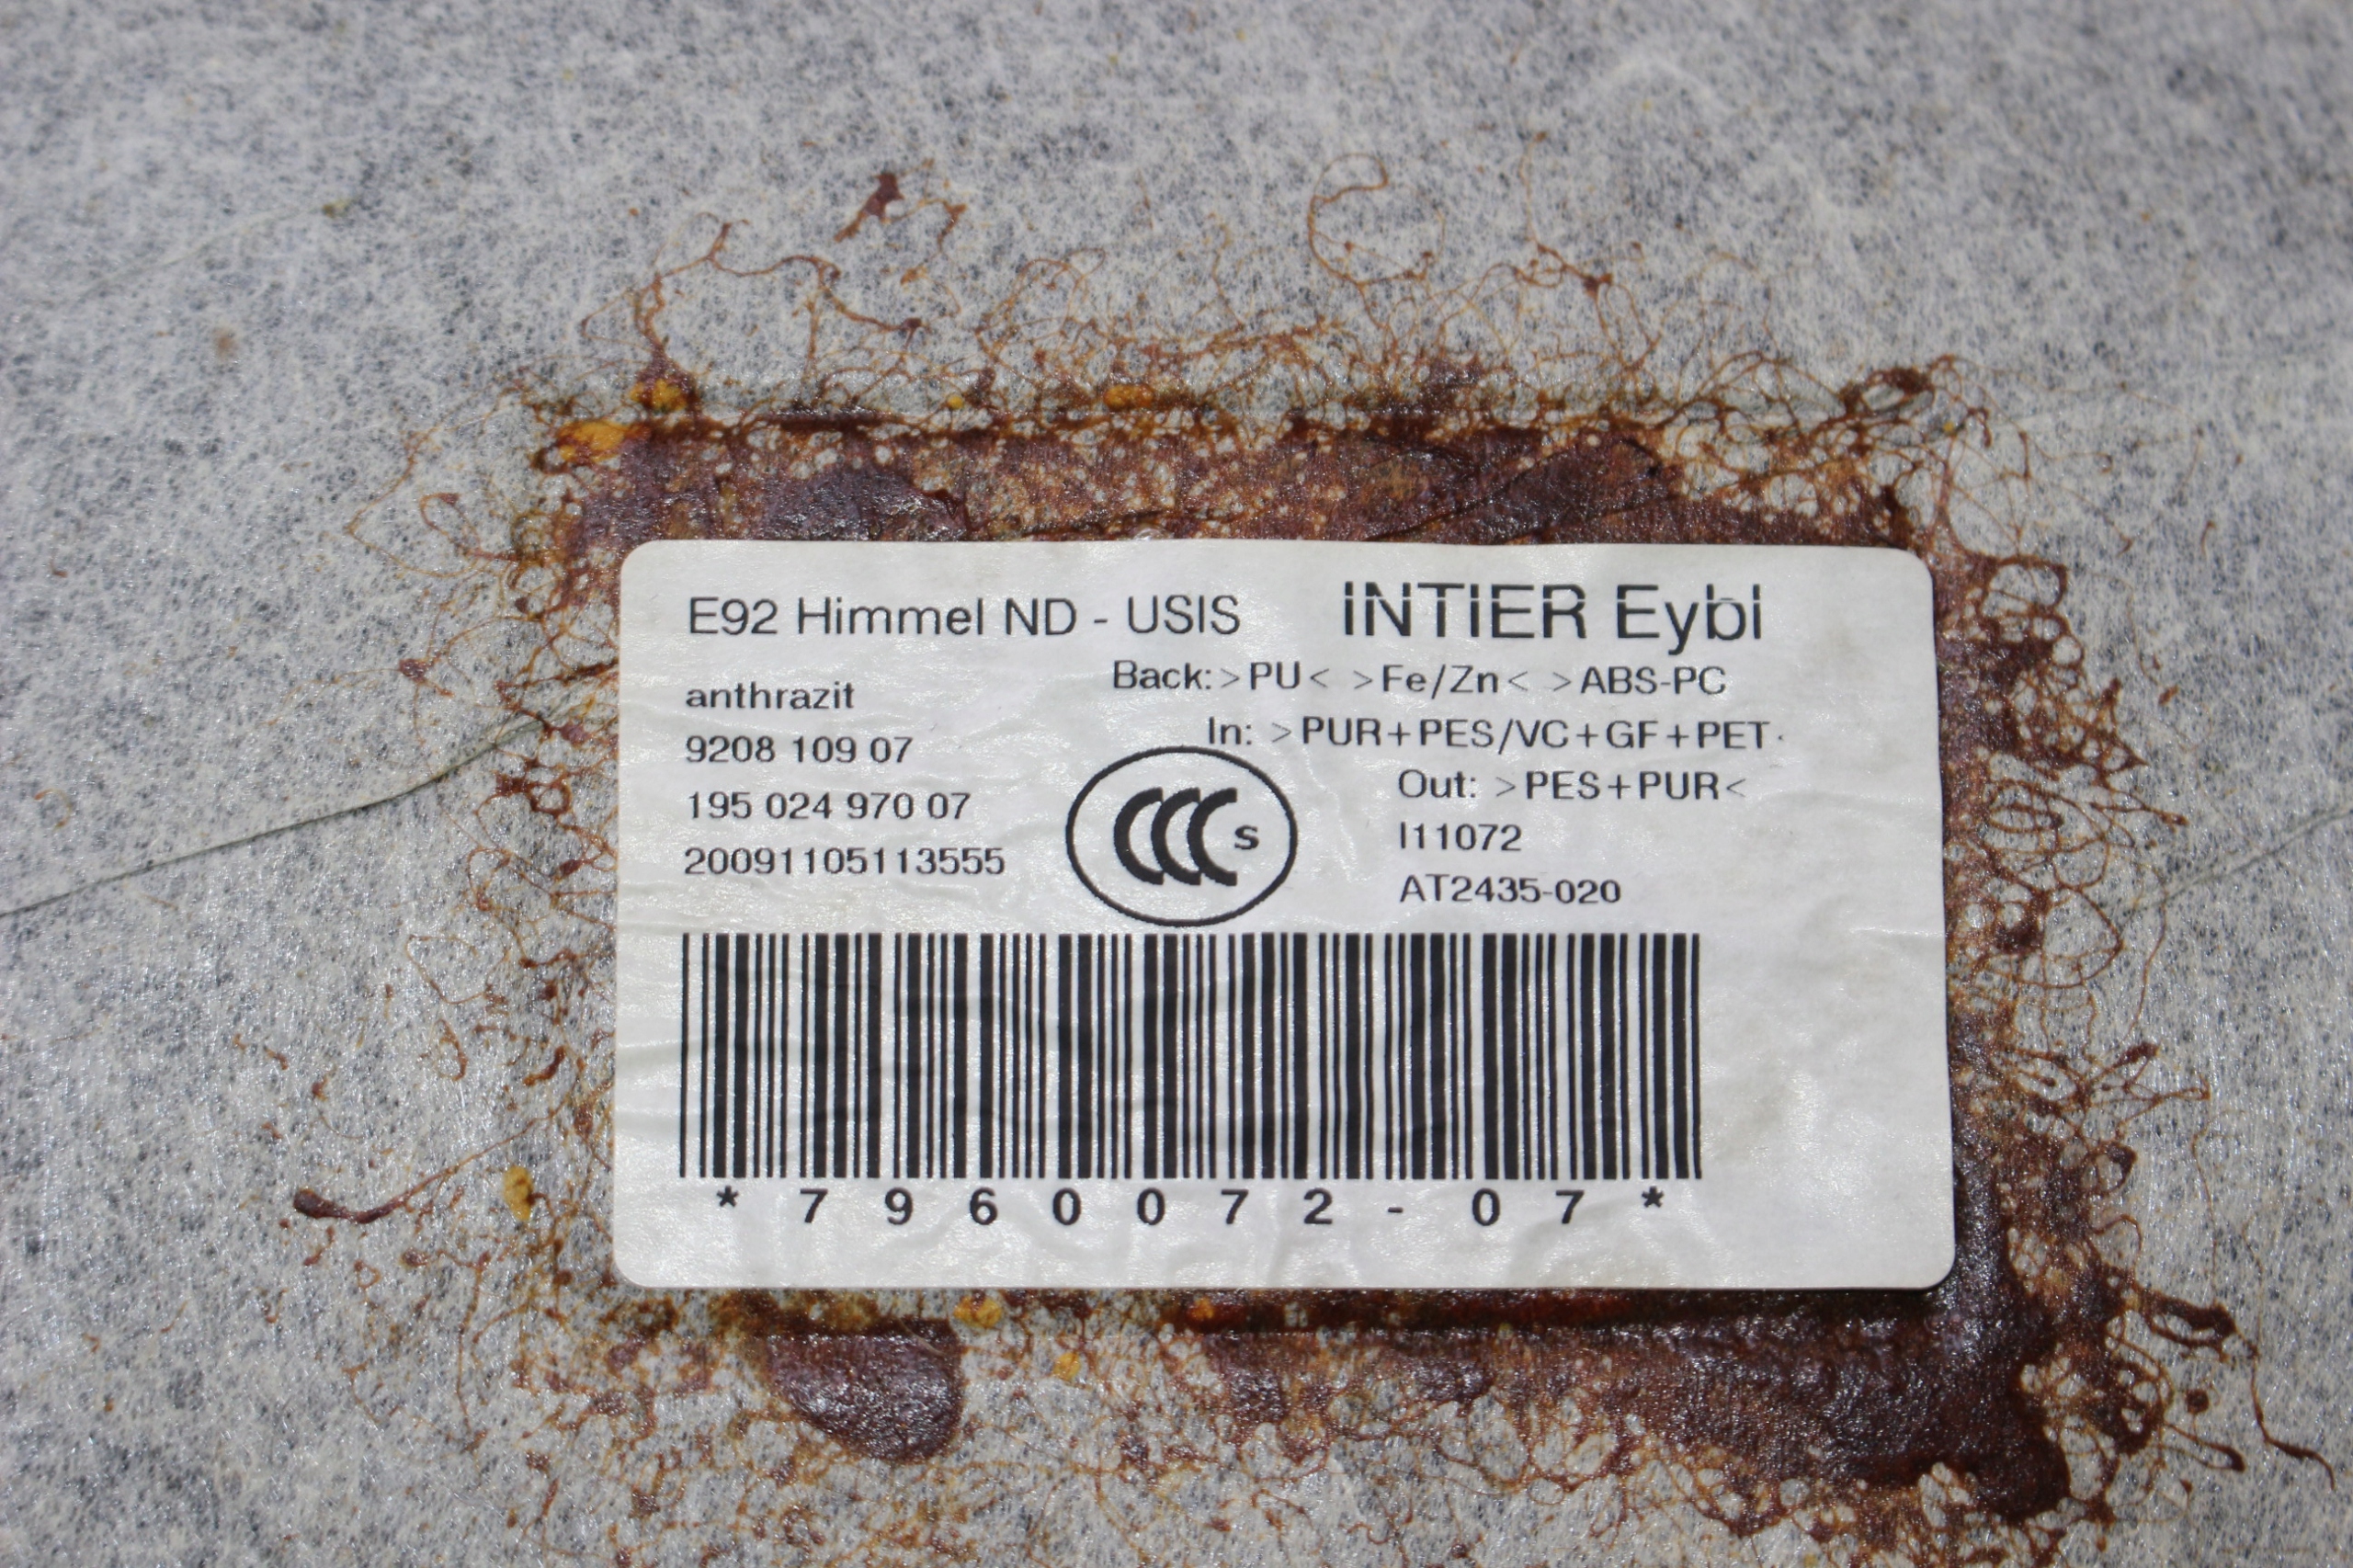 E92 Himmel ND - USIS
INTIER Eybl
Back: >PU< >Fe/Zn< >ABS-PC
anthrazit
In: >PUR+PES/VC+GF+PET
9208 109 07
Out: >PES+PUR<
195 024 970 07
CCC S
I11072
20091105113555
AT2435-020
*7960072-07*